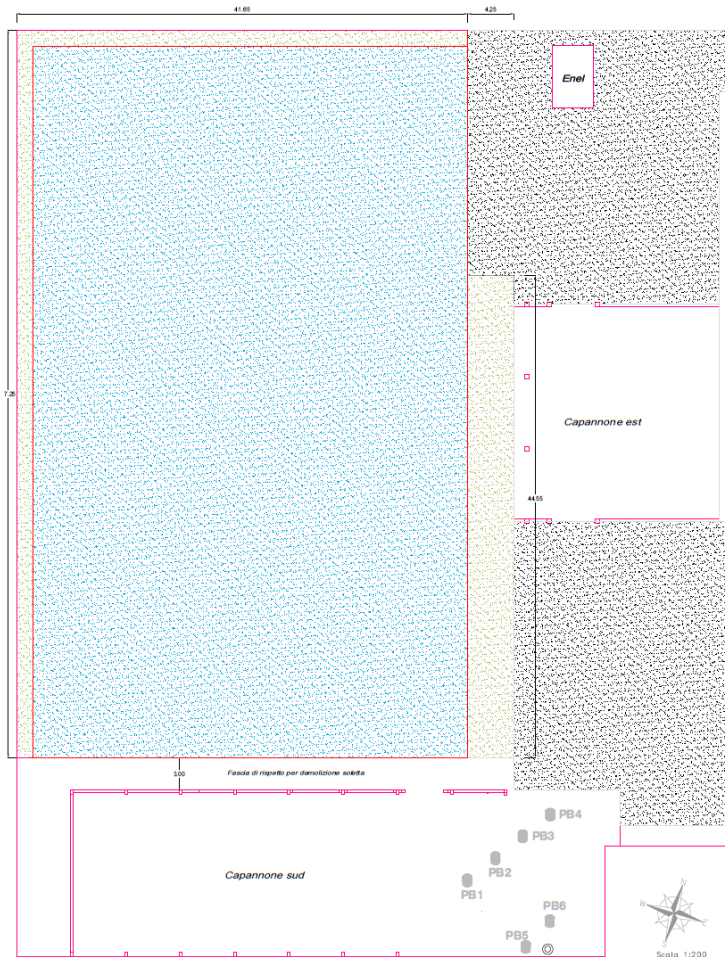 41.65
4.25
Enel
7.25
Capannone est
44.55
3.00
Fascia di rispetto per demolizione soletta
PB4
PB3
PB2
Capannone sud
PB1
PB6
PB5
N
W
E
S
Scala 1:200